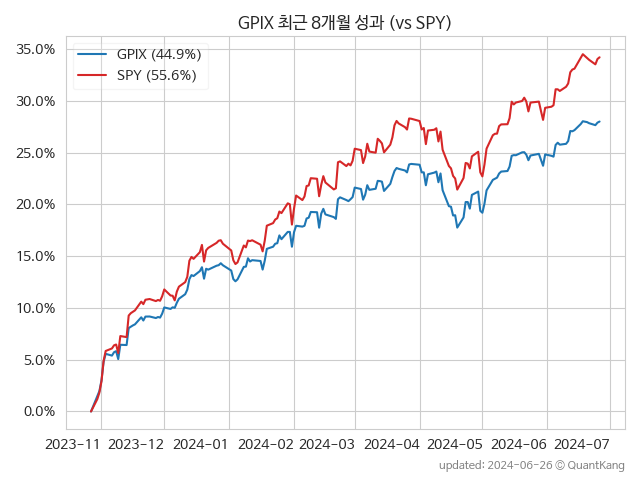 GPIX 최근 8개월 성과 (vs SPY)
35.0%
30.0%
25.0%
20.0%
15.0%
10.0%
5.0%
0.0%
GPIX (44.9%)
SPY (55.6%)
2023-11 2023-12 2024-01 2024-02 2024-03 2024-04 2024-05 2024-06 2024-07
updated: 2024-06-26 © QuantKang